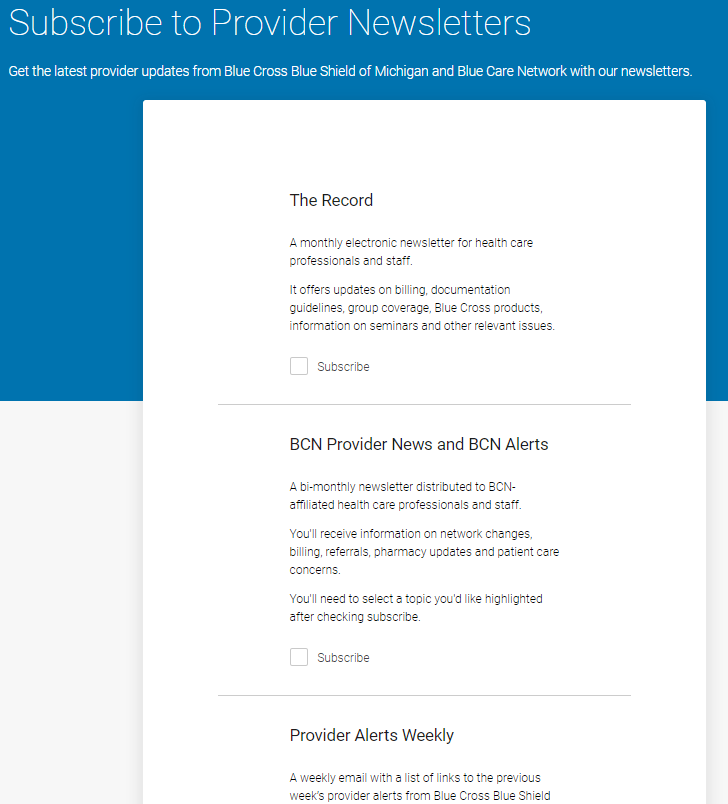 Subscribe to Provider Newsletters
Get the latest provider updates from Blue Cross Blue Shield of Michigan and Blue Care Network with our newsletters.
The Record
A monthly electronic newsletter for health care
professionals and staff.
It offers updates on billing, documentation
guidelines, group coverage, Blue Cross products,
information on seminars and other relevant issues.
Subscribe
BCN Provider News and BCN Alerts
A bi-monthly newsletter distributed to BCN-
affiliated health care professionals and staff.
You'll receive information on network changes,
billing, referrals, pharmacy updates and patient care
concerns.
You'll need to select a topic you'd like highlighted
after checking subscribe.
Subscribe
Provider Alerts Weekly
A weekly email with a list of links to the previous
week's provider alerts from Blue Cross Blue Shield